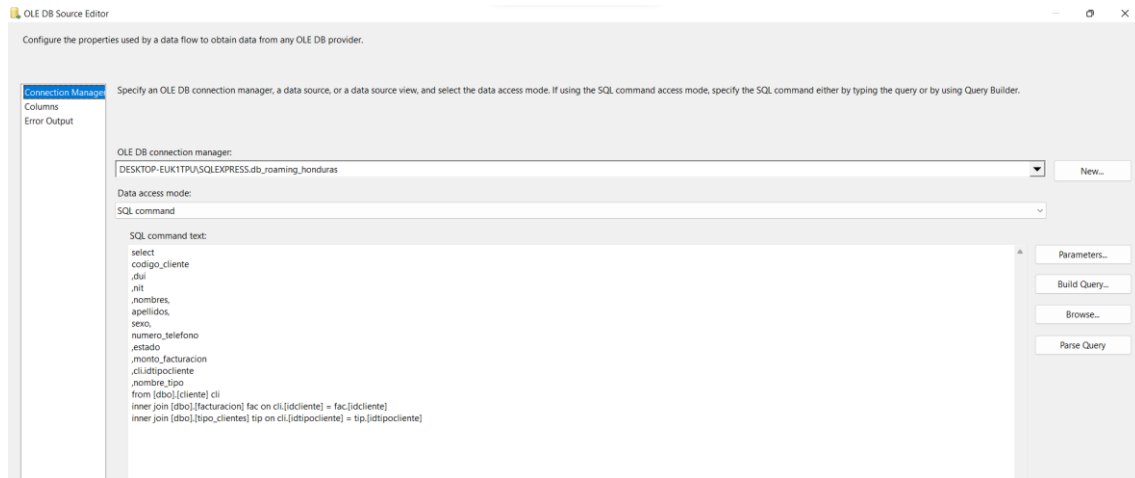 OLE DB Source Editor
Configure the properties used by a data flow to obtain data from any OLE DB provider.
Connection Manager
Columns
Error Output
Specify an OLE DB connection manager, a data source, or a data source view, and select the data access mode. If using the SQL command access mode, specify the SQL command either by typing the query or by using Query Builder.
OLE DB connection manager:
DESKTOP-EUK1TPU\SQLEXPRESS.db_roaming_honduras
New...
Data access mode:
SQL command
SQL command text:
select
codigo_cliente
,dui
,nit
,nombres,
apellidos,
sexo,
numero_telefono
,estado
,monto_facturacion
,cli.idtipocliente
,nombre_tipo
from [dbo].[cliente] cli
inner join [dbo].[facturacion] fac on cli.[idcliente] = fac.[idcliente]
inner join [dbo].[tipo_clientes] tip on cli.[idtipocliente] = tip.[idtipocliente]
Parameters...
Build Query...
Browse...
Parse Query